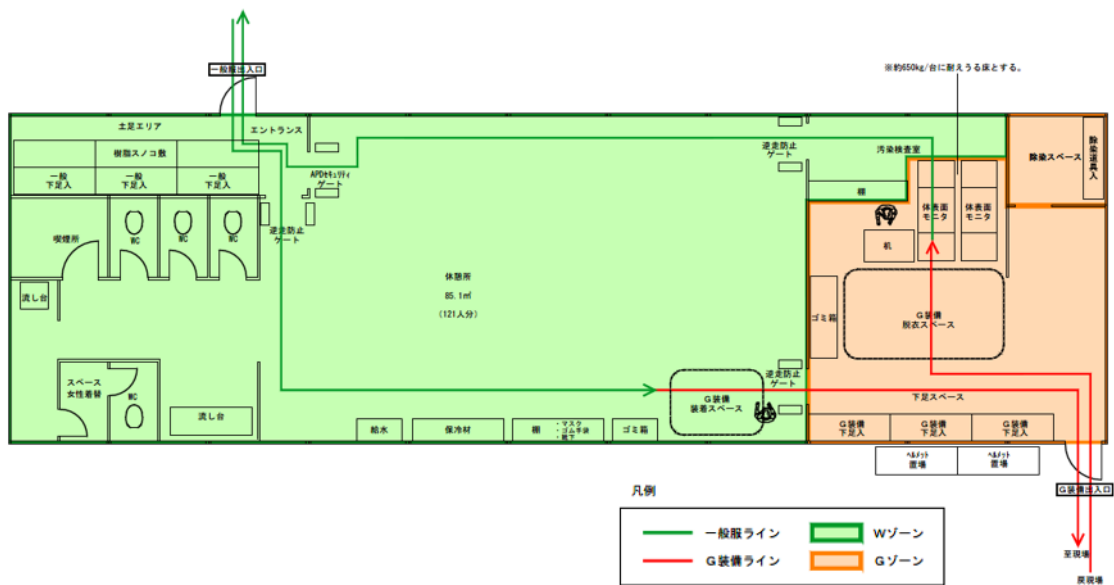 一般服出入口
※約650kg/台に耐えうる床とする。
土足エリア
エントランス
樹脂スノコ敷
一般
下足入
一般
下足入
一般
下足入
APDセキュリティ
ゲート
逆走防止
ゲート
逆走防止
ゲート
汚染検査室
除染スペース
除染道具入
棚
体表面
モニタ
体表面
モニタ
机
喫煙所
WC
WC
WC
流し台
休憩所
85.1㎡
(121人分)
ゴミ箱
G装備
脱衣スペース
スペース
女性着替
WC
流し台
逆走防止
ゲート
G装備
装着スペース
下足スペース
給水
保冷材
棚
・マスク
・ゴム手袋
・靴下
ゴミ箱
G装備
下足入
G装備
下足入
G装備
下足入
ヘルメット
置場
ヘルメット
置場
G装備出入口
凡例
一般服ライン
Wゾーン
G装備ライン
Gゾーン
至現場
戻現場